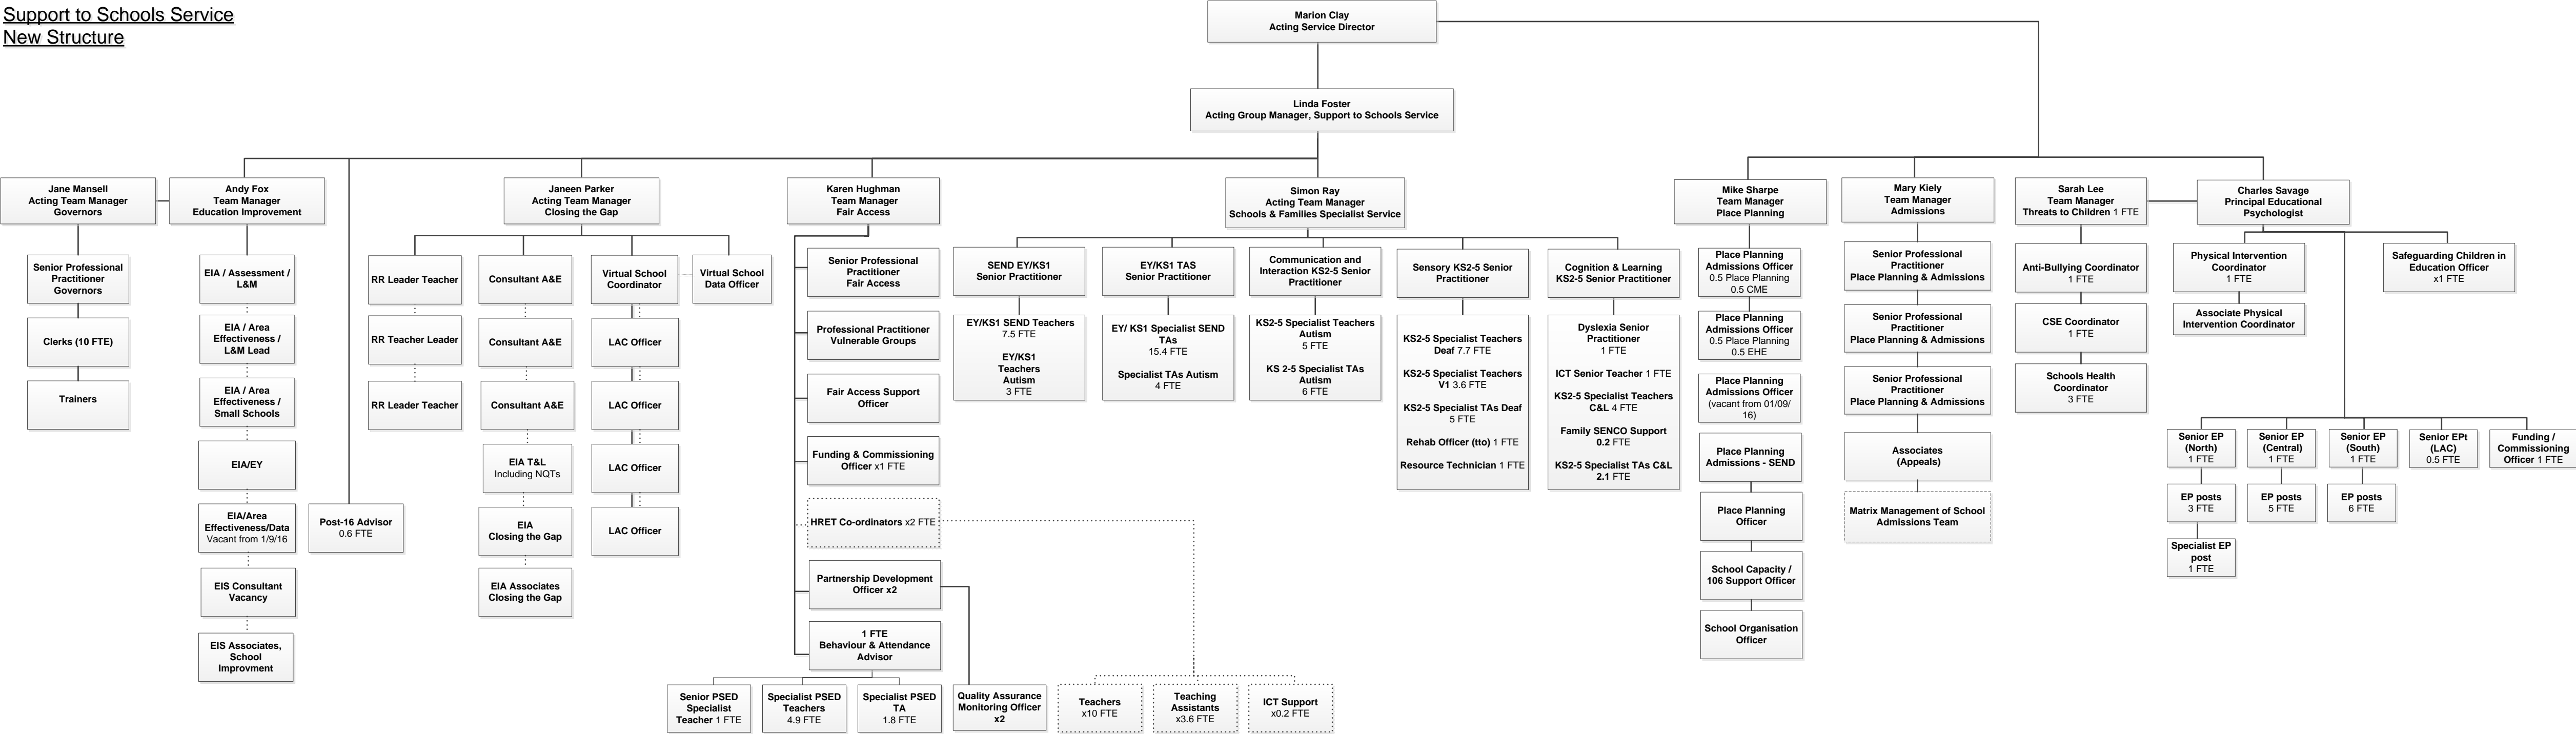 Support to Schools Service
New Structure
Marion Clay
Acting Service Director
Linda Foster
Acting Group Manager, Support to Schools Service
Jane Mansell
Acting Team Manager
Governors
Andy Fox
Team Manager
Education Improvement
Janeen Parker
Acting Team Manager
Closing the Gap
Karen Hughman
Team Manager
Fair Access
Simon Ray
Acting Team Manager
Schools & Families Specialist Service
Mike Sharpe
Team Manager
Place Planning
Mary Kiely
Team Manager
Admissions
Sarah Lee
Team Manager
Threats to Children 1 FTE
Charles Savage
Principal Educational
Psychologist
Senior Professional
Practitioner
Governors
Clerks (10 FTE)
Trainers
EIA / Assessment /
L&M
EIA / Area
Effectiveness /
L&M Lead
EIA / Area
Effectiveness /
Small Schools
EIA/EY
EIA/Area
Effectiveness/Data
Vacant from 1/9/16
EIS Consultant
Vacancy
EIS Associates,
School
Improvment
Post-16 Advisor
0.6 FTE
RR Leader Teacher
RR Teacher Leader
RR Leader Teacher
Consultant A&E
Consultant A&E
Consultant A&E
EIA T&L
Including NQTs
EIA
Closing the Gap
EIA Associates
Closing the Gap
Virtual School
Coordinator
LAC Officer
LAC Officer
LAC Officer
LAC Officer
Virtual School
Data Officer
Senior Professional
Practitioner
Fair Access
Professional Practitioner
Vulnerable Groups
Fair Access Support
Officer
Funding & Commissioning
Officer x1 FTE
HRET Co-ordinators x2 FTE
Partnership Development
Officer x2
1 FTE
Behaviour & Attendance
Advisor
Senior PSED
Specialist
Teacher 1 FTE
Specialist PSED
Teachers
4.9 FTE
Specialist PSED
TA
1.8 FTE
Quality Assurance
Monitoring Officer
x2
Teachers
x10 FTE
Teaching
Assistants
x3.6 FTE
ICT Support
x0.2 FTE
SEND EY/KS1
Senior Practitioner
EY/KS1 SEND Teachers
7.5 FTE
EY/KS1
Teachers
Autism
3 FTE
EY/KS1 TAS
Senior Practitioner
EY/ KS1 Specialist SEND
TAs
15.4 FTE
Specialist TAs Autism
4 FTE
Communication and
Interaction KS2-5 Senior
Practitioner
KS2-5 Specialist Teachers
Autism
5 FTE
KS 2-5 Specialist TAs
Autism
6 FTE
Sensory KS2-5 Senior
Practitioner
KS2-5 Specialist Teachers
Deaf 7.7 FTE
KS2-5 Specialist Teachers
V1 3.6 FTE
KS2-5 Specialist TAs Deaf
5 FTE
Rehab Officer (tto) 1 FTE
Resource Technician 1 FTE
Cognition & Learning
KS2-5 Senior Practitioner
Dyslexia Senior
Practitioner
1 FTE
ICT Senior Teacher 1 FTE
KS2-5 Specialist Teachers
C&L 4 FTE
Family SENCO Support
0.2 FTE
KS2-5 Specialist TAs C&L
2.1 FTE
Place Planning
Admissions Officer
0.5 Place Planning
0.5 CME
Place Planning
Admissions Officer
0.5 Place Planning
0.5 EHE
Place Planning
Admissions Officer
(vacant from 01/09/
16)
Place Planning
Admissions - SEND
Place Planning
Officer
School Capacity /
106 Support Officer
School Organisation
Officer
Senior Professional
Practitioner
Place Planning & Admissions
Senior Professional
Practitioner
Place Planning & Admissions
Senior Professional
Practitioner
Place Planning & Admissions
Associates
(Appeals)
Matrix Management of School
Admissions Team
Anti-Bullying Coordinator
1 FTE
CSE Coordinator
1 FTE
Schools Health
Coordinator
3 FTE
Physical Intervention
Coordinator
1 FTE
Associate Physical
Intervention Coordinator
Safeguarding Children in
Education Officer
x1 FTE
Senior EP
(North)
1 FTE
EP posts
3 FTE
Specialist EP
post
1 FTE
Senior EP
(Central)
1 FTE
EP posts
5 FTE
Senior EP
(South)
1 FTE
EP posts
6 FTE
Senior EPt
(LAC)
0.5 FTE
Funding /
Commissioning
Officer 1 FTE